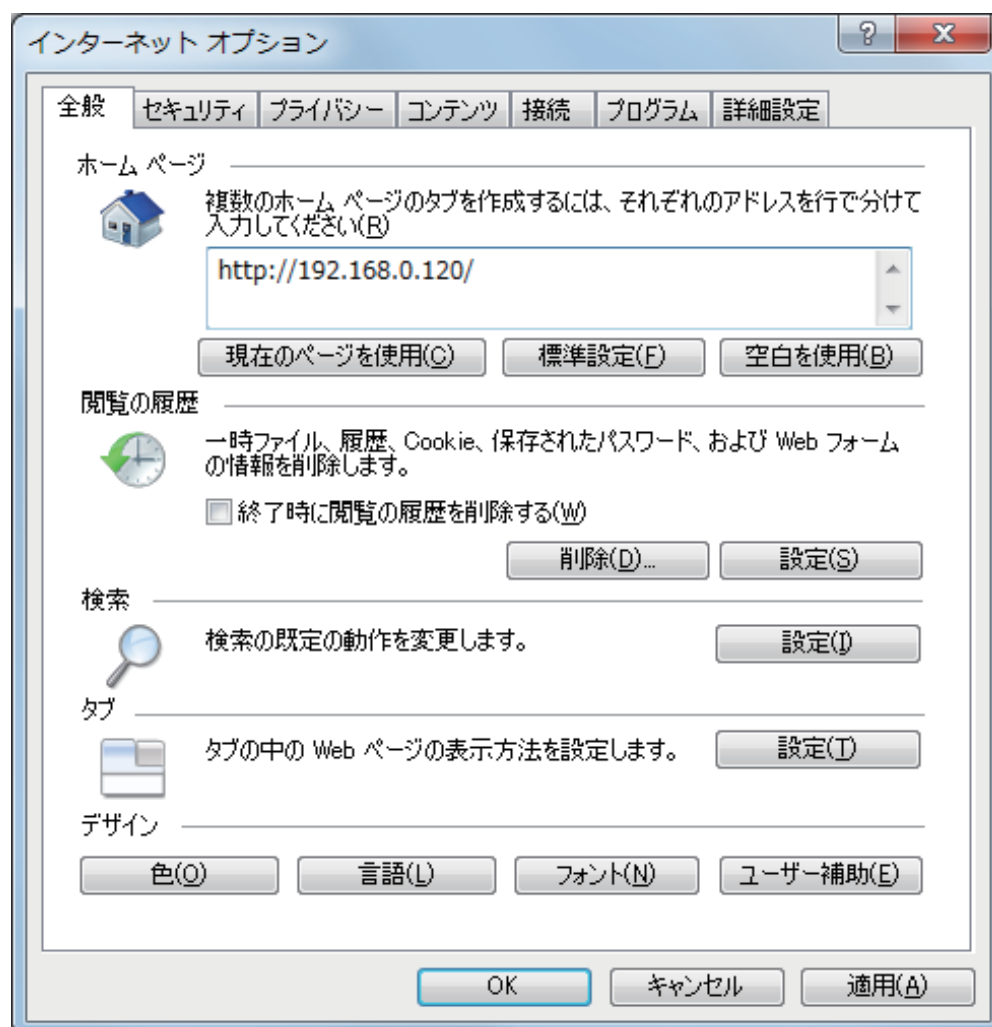 インターネット オプション
全般 セキュリティ プライバシー コンテンツ 接続 プログラム 詳細設定
ホーム ページ
複数のホーム ページのタブを作成するには、それぞれのアドレスを行で分けて
入力してください(R)
http://192.168.0.120/
現在のページを使用(C) 標準設定(F) 空白を使用(B)
閲覧の履歴
一時ファイル、履歴、Cookie、保存されたパスワード、および Web フォーム
の情報を削除します。
終了時に閲覧の履歴を削除する(W)
削除(D)... 設定(S)
検索
検索の既定の動作を変更します。 設定(I)
タブ
タブの中の Web ページの表示方法を設定します。 設定(T)
デザイン
色(O) 言語(L) フォント(N) ユーザー補助(E)
OK キャンセル 適用(A)